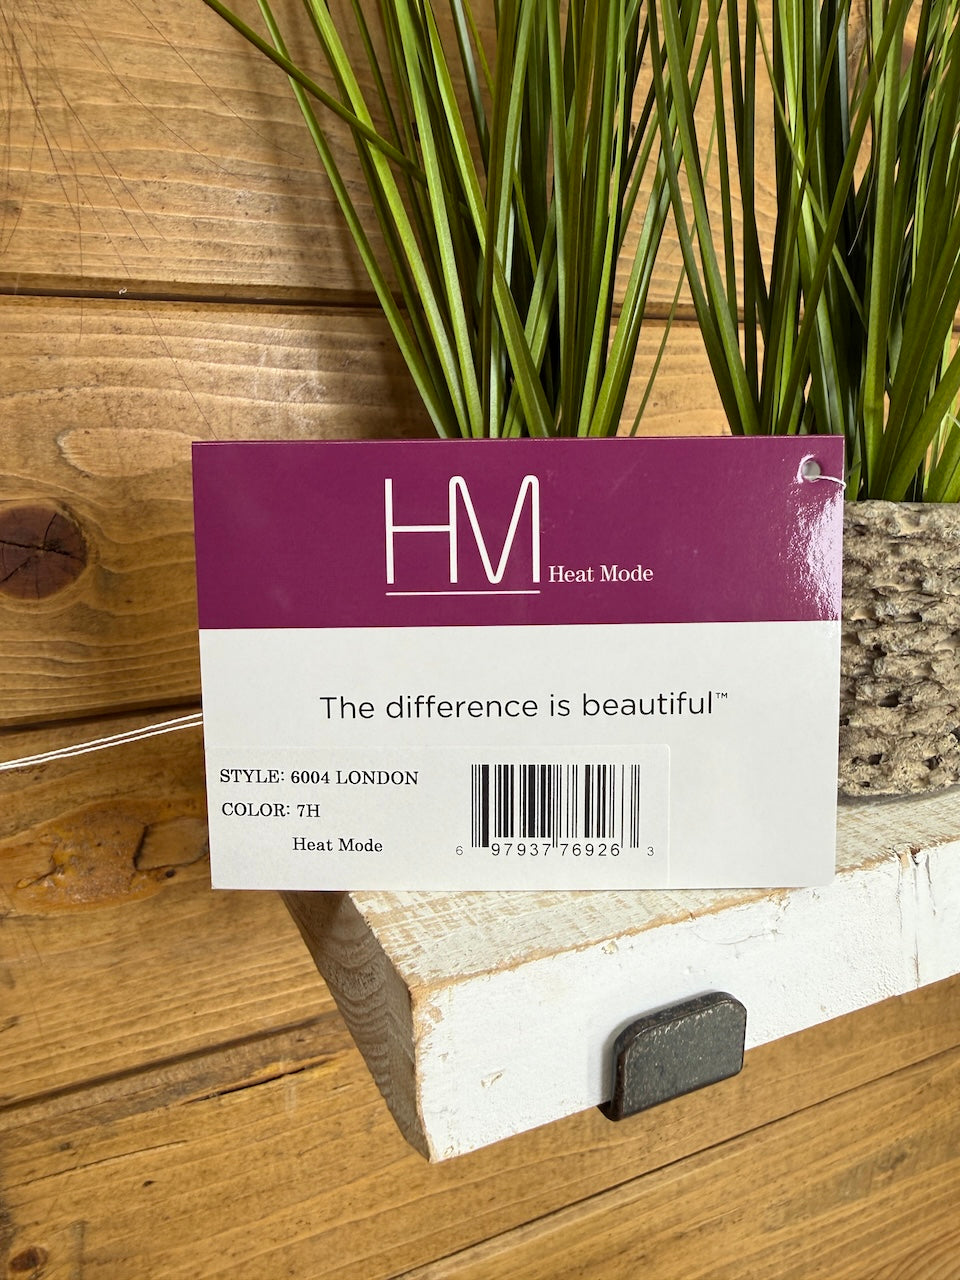 HM Heat Mode
The difference is beautiful™
STYLE: 6004 LONDON
COLOR: 7H
Heat Mode
6 97937 76926 3